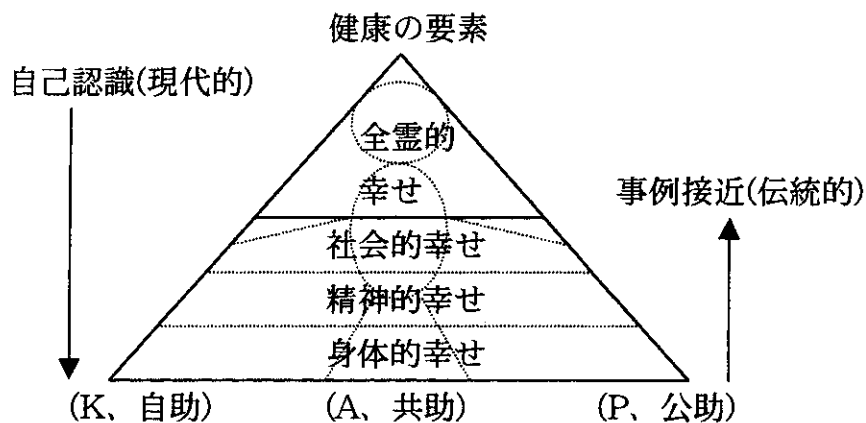 健康の要素
自己認識(現代的)
全霊的
幸せ
事例接近(伝統的)
社会的幸せ
精神的幸せ
身体的幸せ
(K、自助)
(A、共助)
(P、公助)